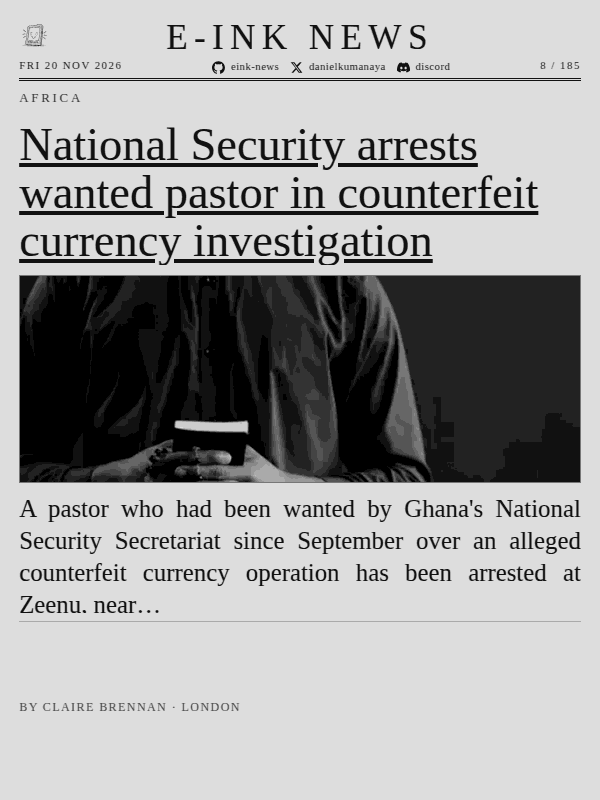 E-INK NEWS
FRI 20 NOV 2026
eink-news danielkumanaya discord
8 / 185
AFRICA
National Security arrests
wanted pastor in counterfeit
currency investigation
A pastor who had been wanted by Ghana's National
Security Secretariat since September over an alleged
counterfeit currency operation has been arrested at
Zeenu, near…
BY CLAIRE BRENNAN · LONDON